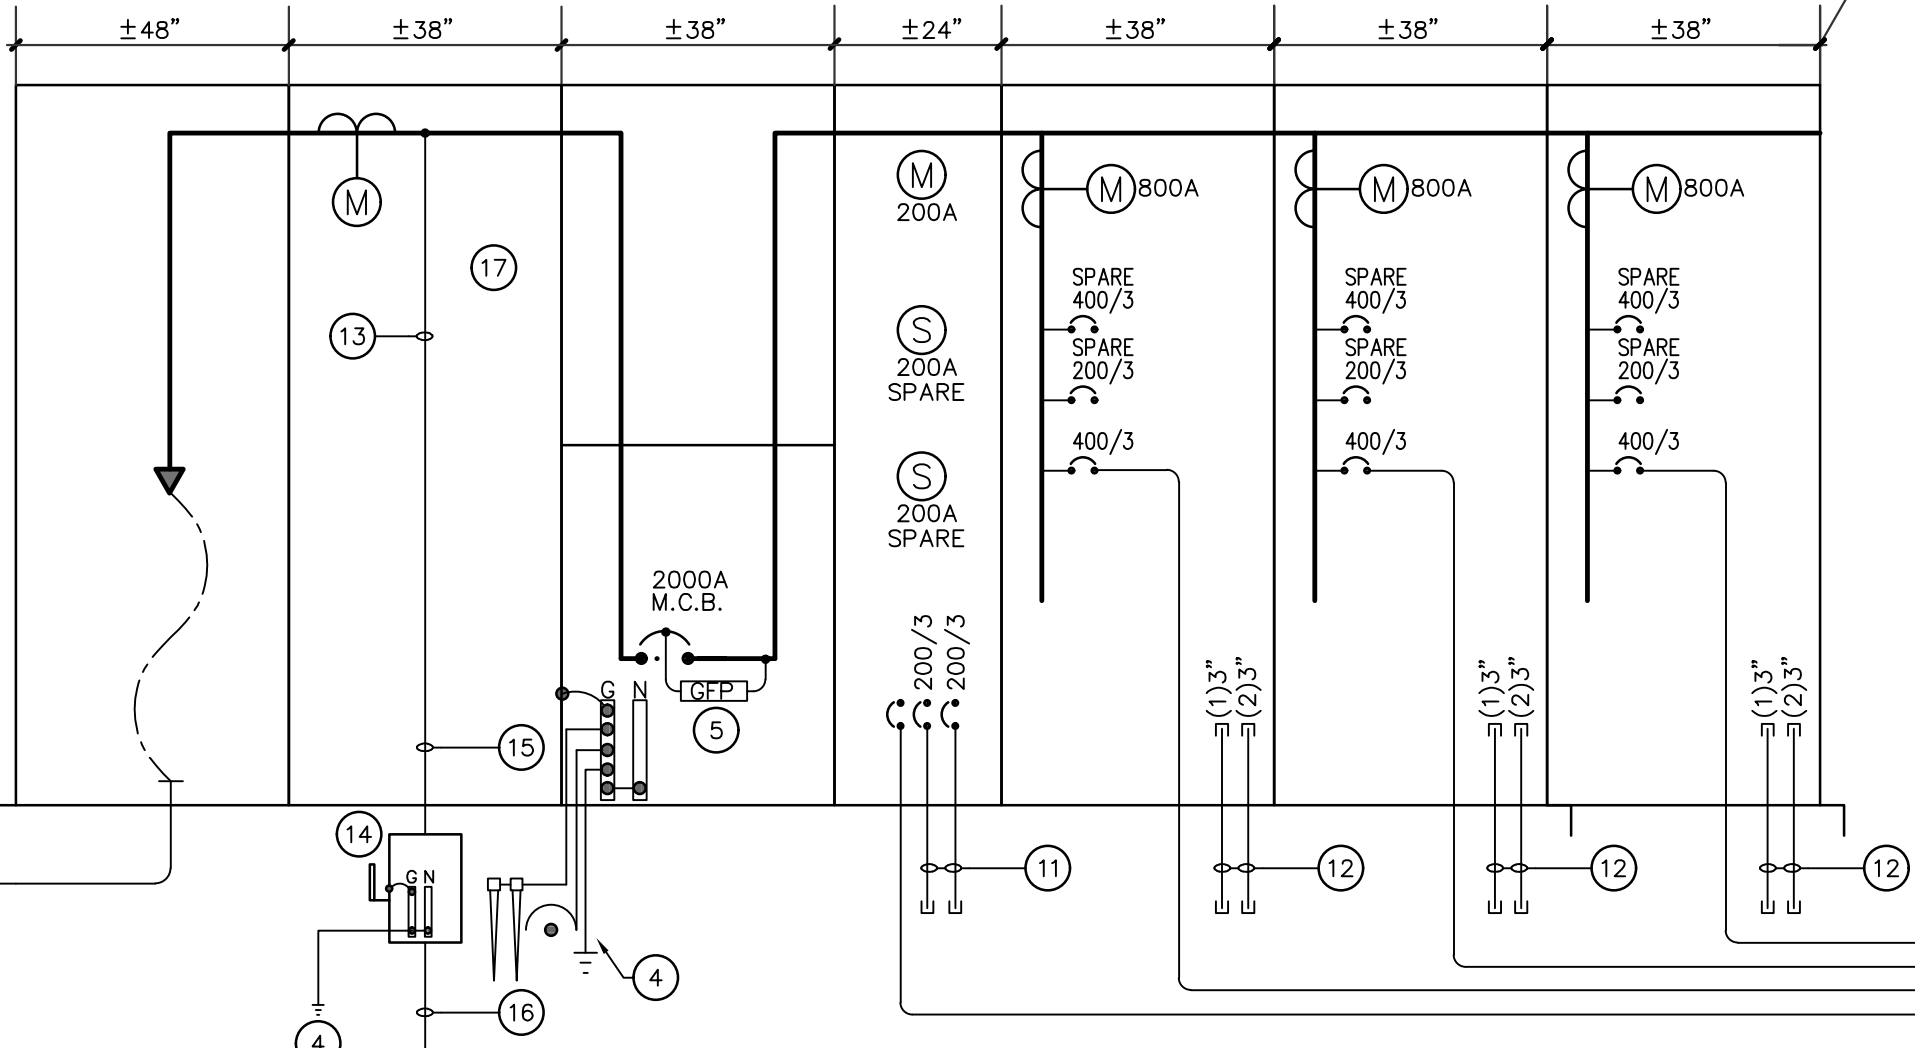 ±48”
±38”
±38”
±24”
±38”
±38”
±38”
M
M
200A
M 800A
M 800A
M 800A
17
13
S
200A
SPARE
S
200A
SPARE
SPARE
400/3
SPARE
200/3
400/3
SPARE
400/3
SPARE
200/3
400/3
SPARE
400/3
SPARE
200/3
400/3
2000A
M.C.B.
G N
GFP
5
15
200/3
200/3
(1)3”
(2)3”
(1)3”
(2)3”
(1)3”
(2)3”
14
G N
11
12
12
12
4
16
4